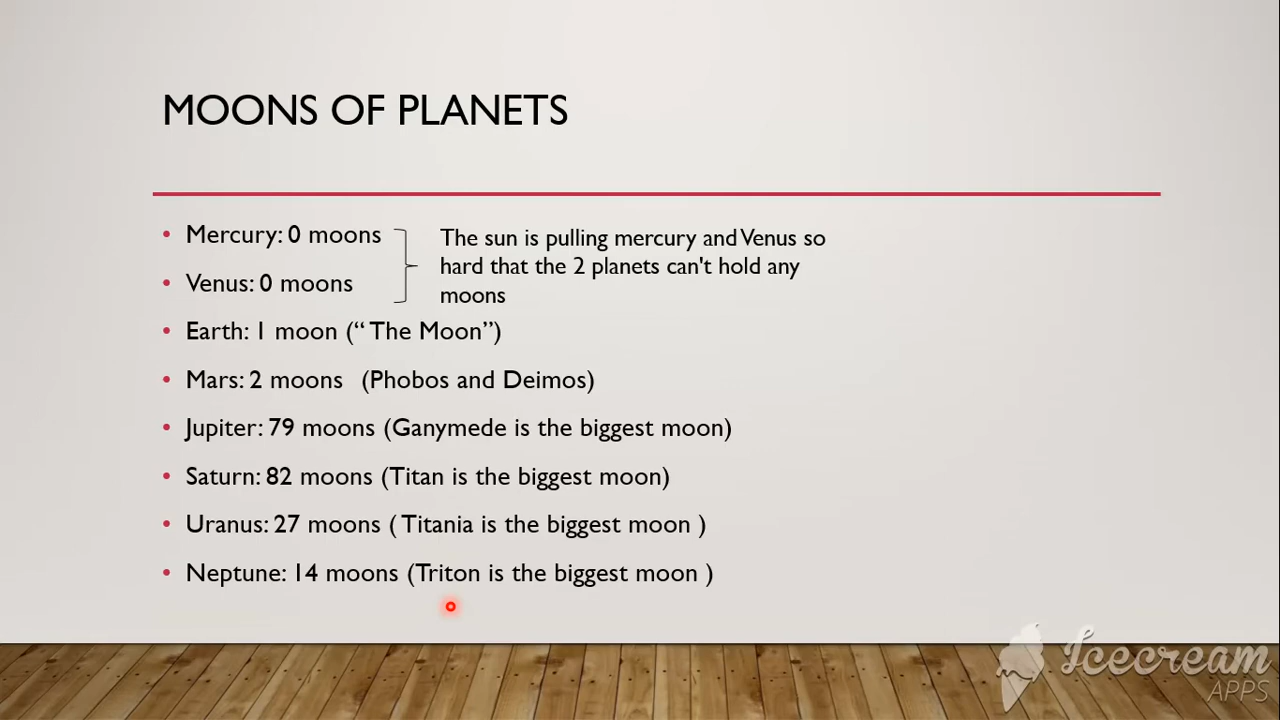 MOONS OF PLANETS
• Mercury: 0 moons
• Venus: 0 moons
The sun is pulling mercury and Venus so
hard that the 2 planets can't hold any
moons
• Earth: 1 moon (“ The Moon”)
• Mars: 2 moons (Phobos and Deimos)
• Jupiter: 79 moons (Ganymede is the biggest moon)
• Saturn: 82 moons (Titan is the biggest moon)
• Uranus: 27 moons ( Titania is the biggest moon )
• Neptune: 14 moons (Triton is the biggest moon )
Icecream
APPS